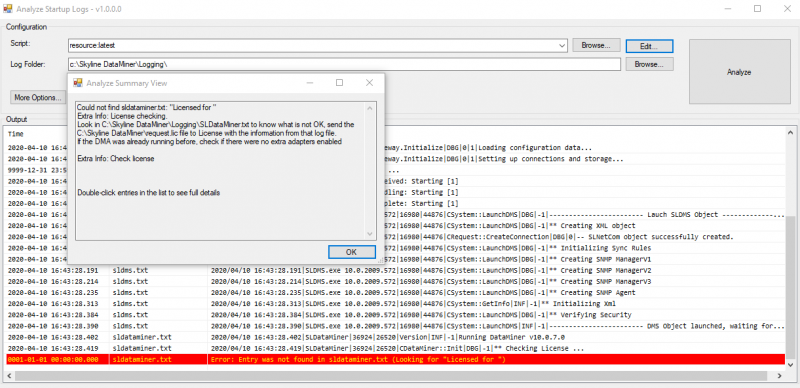 Analyze Startup Logs - v1.0.0.0
Configuration
Script:
resource:latest
Browse...
Edit...
Analyze
Log Folder:
c:\Skyline DataMiner\Logging\
Browse...
More Options...
Analyze Summary View
Could not find sldataminer.txt: "Licensed for "
Extra Info: License checking.
Look in C:\Skyline DataMiner\Logging\SLDataMiner.txt to know what is not OK, send the
C:\Skyline DataMiner\request.lic file to License with the information from that log file.
If the DMA was already running before, check if there were no extra adapters enabled
Extra Info: Check license
Double-click entries in the list to see full details
OK
Output
Time
2020-04-10 16:4
eway.Initialize|DBG|0|1|Loading configuration data...
2020-04-10 16:4
eway.Initialize|DBG|0|1|Setting up connections and storage...
9999-12-31 23:5
...
2020-04-10 16:4
eived: Starting [1]
2020-04-10 16:4
dling: Starting [1]
2020-04-10 16:4
plete: Starting [1]
2020-04-10 16:4
.572|16980|44876|CSystem::LaunchDMS|DBG|-1|---------------------- Lauch SLDMS Object -------------...
2020-04-10 16:4
.572|16980|44876|CSystem::LaunchDMS|DBG|-1|** Creating XML object
2020-04-10 16:4
.572|16980|44876|CRequest::CreateConnection|DBG|0|-- SLNetCom object successfully created.
2020-04-10 16:4
.572|16980|44876|CSystem::LaunchDMS|DBG|-1|** Initializing Sync Rules
2020-04-10 16:4
.572|16980|44876|CSystem::LaunchDMS|DBG|-1|** Creating SNMP ManagerV1
2020-04-10 16:43:28.191 sldms.txt 2020/04/10 16:43:28.191|SLDMS.exe 10.0.2009.572|16980|44876|CSystem::LaunchDMS|DBG|-1|** Creating SNMP ManagerV2
2020-04-10 16:43:28.214 sldms.txt 2020/04/10 16:43:28.214|SLDMS.exe 10.0.2009.572|16980|44876|CSystem::LaunchDMS|DBG|-1|** Creating SNMP ManagerV3
2020-04-10 16:43:28.235 sldms.txt 2020/04/10 16:43:28.235|SLDMS.exe 10.0.2009.572|16980|44876|CSystem::LaunchDMS|DBG|-1|** Creating SNMP Agent
2020-04-10 16:43:28.313 sldms.txt 2020/04/10 16:43:28.313|SLDMS.exe 10.0.2009.572|16980|44876|CSystem::GetInfo|INF|-1|** Initializing Xml
2020-04-10 16:43:28.384 sldms.txt 2020/04/10 16:43:28.384|SLDMS.exe 10.0.2009.572|16980|44876|CSystem::LaunchDMS|DBG|-1|** Verifying Security
2020-04-10 16:43:28.390 sldms.txt 2020/04/10 16:43:28.390|SLDMS.exe 10.0.2009.572|16980|44876|CSystem::LaunchDMS|INF|-1|---------------------- DMS Object launched, waiting for...
2020-04-10 16:43:28.402 sldataminer.txt 2020/04/10 16:43:28.402|SLDataMiner|36924|26520|Version|INF|-1|Running DataMiner v10.0.7.0
2020-04-10 16:43:28.419 sldataminer.txt 2020/04/10 16:43:28.419|SLDataMiner|36924|26520|CDataMiner::Init|DBG|-1|** Checking License ...
0001-01-01 00:00:00.000 sldataminer.txt Error: Entry was not found in sldataminer.txt (Looking for "Licensed for ")